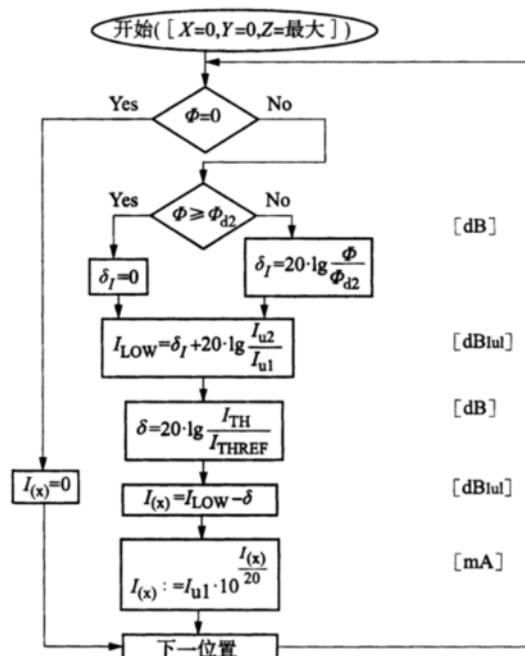 开始([X=0,Y=0,Z=最大])
Yes No
Φ=0
Yes No
Φ≥Φd2
[dB]
δI=0
δI=20·lg Φ/Φd2
ILOW=δI+20·lg Iu2/Iu1
[dBIu1]
[dB]
δ=20·lg ITH/ITHREF
I(x)=0
I(x)=ILOW−δ
[dBIu1]
I(x):=Iu1·10^(I(x)/20)
[mA]
下一位置